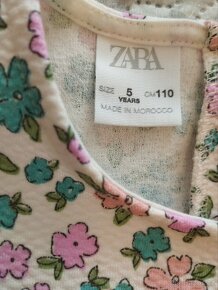 ZARA
SIZE 5 CM 110
YEARS
MADE IN MOROCCO